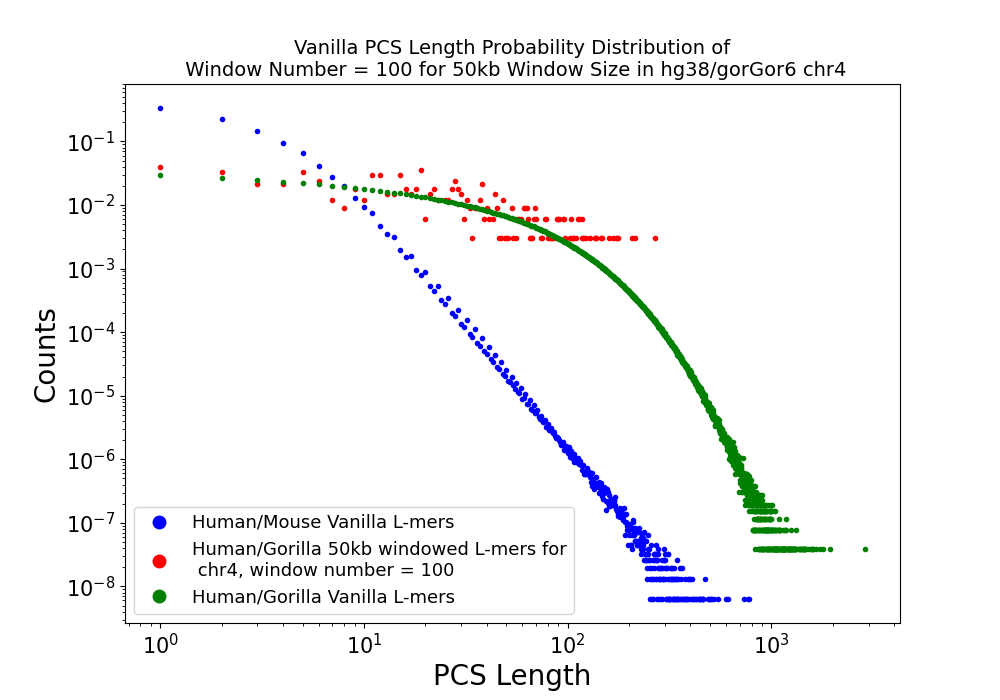 Vanilla PCS Length Probability Distribution of
Window Number = 100 for 50kb Window Size in hg38/gorGor6 chr4
Counts
10⁻¹
10⁻²
10⁻³
10⁻⁴
10⁻⁵
10⁻⁶
10⁻⁷
10⁻⁸
Human/Mouse Vanilla L-mers
Human/Gorilla 50kb windowed L-mers for
chr4, window number = 100
Human/Gorilla Vanilla L-mers
10⁰ 10¹ 10² 10³
PCS Length